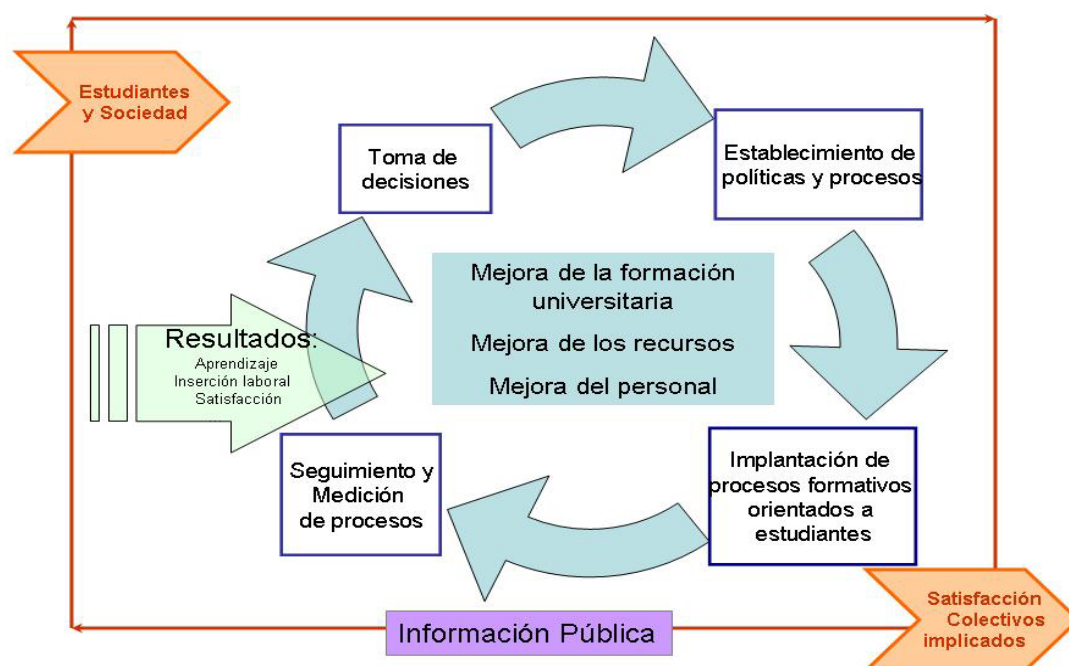 Estudiantes
y Sociedad
Toma de
decisiones
Establecimiento de
políticas y procesos
Mejora de la formación
universitaria
Mejora de los recursos
Mejora del personal
Resultados:
Aprendizaje
Inserción laboral
Satisfacción
...
Seguimiento y
Medición
de procesos
Implantación de
procesos formativos
orientados a
estudiantes
Información Pública
Satisfacción
Colectivos
implicados